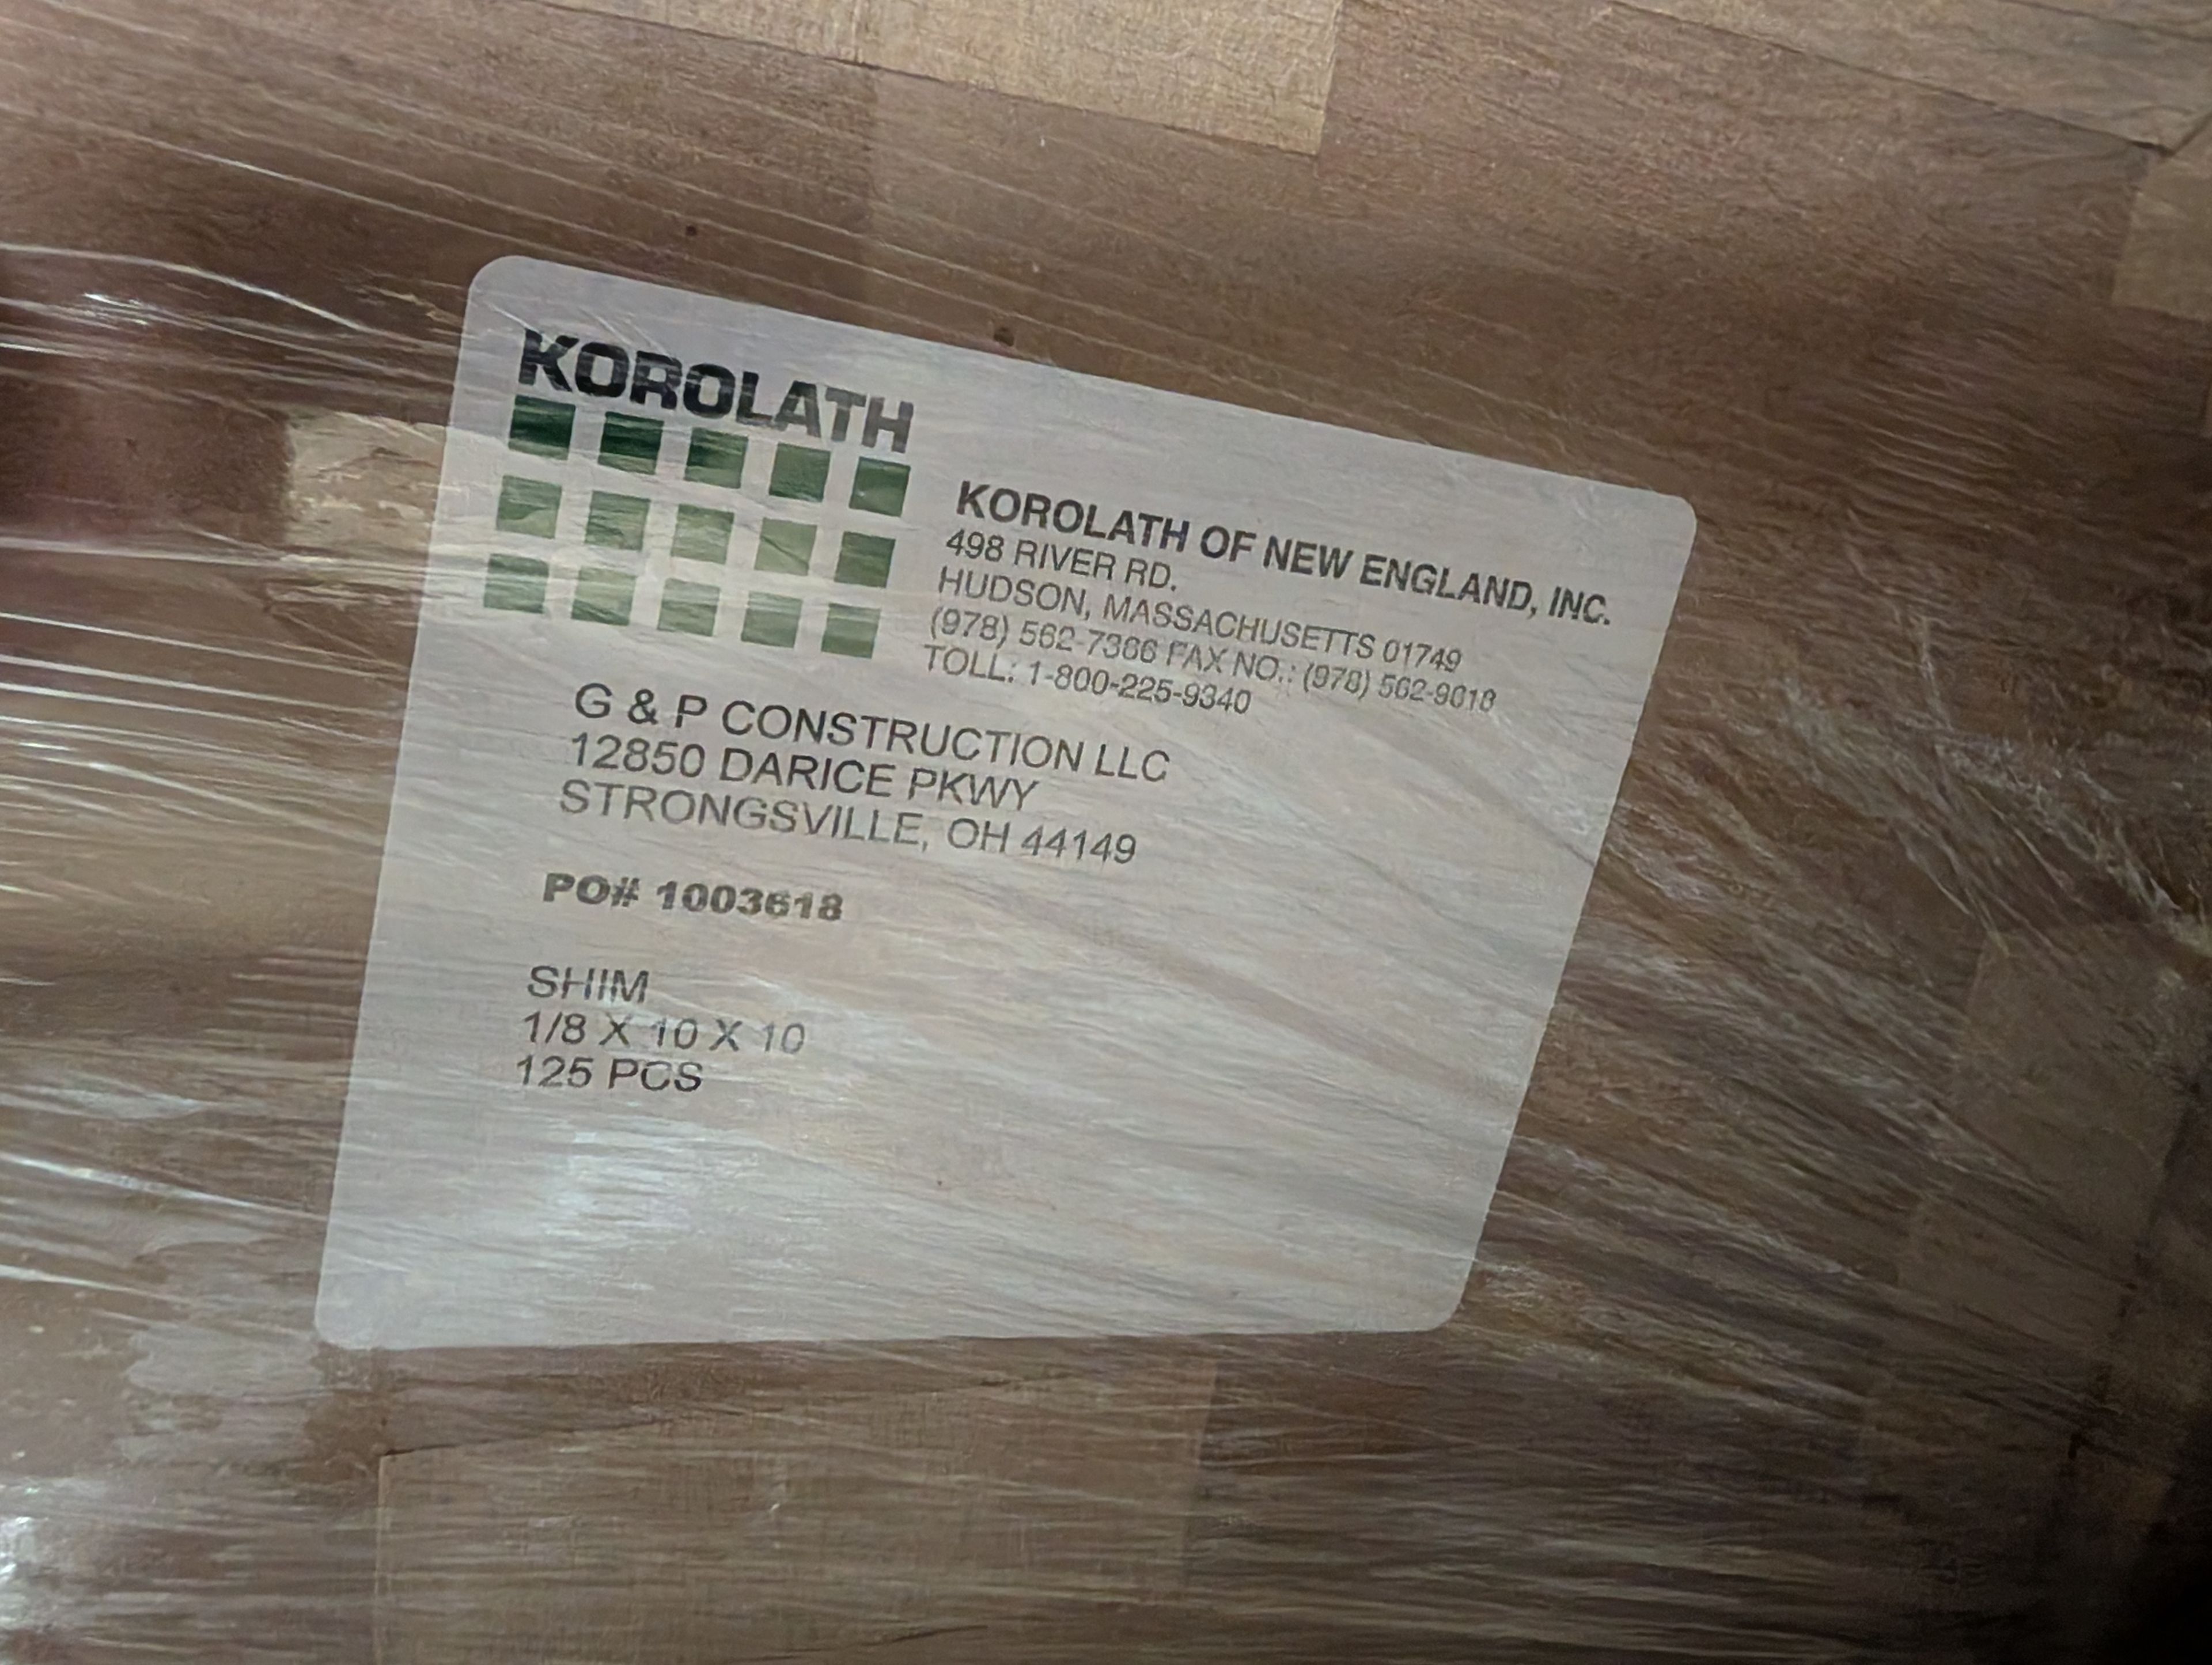 KOROLATH
KOROLATH OF NEW ENGLAND, INC.
498 RIVER RD.
HUDSON, MASSACHUSETTS 01749
(978) 562-7366 FAX NO.: (978) 562-9018
TOLL: 1-800-225-9340
G & P CONSTRUCTION LLC
12850 DARICE PKWY
STRONGSVILLE, OH 44149
PO# 1003618
SHIM
1/8 X 10 X 10
125 PCS